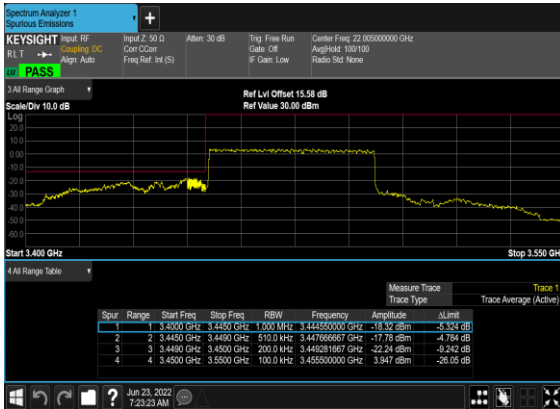 Spectrum Analyzer 1
Spurious Emissions
+
KEYSIGHT Input: RF Input Z: 50 Ω Atten: 30 dB Trig: Free Run Center Freq: 22.005000000 GHz
RLT Coupling: DC Corr CCorr Gate: Off Avg|Hold: 100/100
Align: Auto Freq Ref: Int (S) IF Gain: Low Radio Std: None
PASS
3 All Range Graph
Ref Lvl Offset 15.58 dB
Scale/Div 10.0 dB Ref Value 30.00 dBm
Log
20.0
10.0
0.00
-10.0
-20.0
-30.0
-40.0
-50.0
-60.0
Start 3.400 GHz Stop 3.550 GH
4 All Range Table
Measure Trace Trace 1
Trace Type Trace Average (Active)
Spur Range Start Freq Stop Freq RBW Frequency Amplitude ΔLimit
1 1 3.4000 GHz 3.4450 GHz 1.000 MHz 3.444550000 GHz -18.32 dBm -5.324 dB
2 2 3.4450 GHz 3.4490 GHz 510.0 kHz 3.447666667 GHz -17.78 dBm -4.784 dB
3 3 3.4490 GHz 3.4500 GHz 200.0 kHz 3.449281667 GHz -22.24 dBm -9.242 dB
4 4 3.4500 GHz 3.5500 GHz 100.0 kHz 3.455500000 GHz 3.947 dBm -26.05 dB
?
Jun 23, 2022
7:23:23 AM